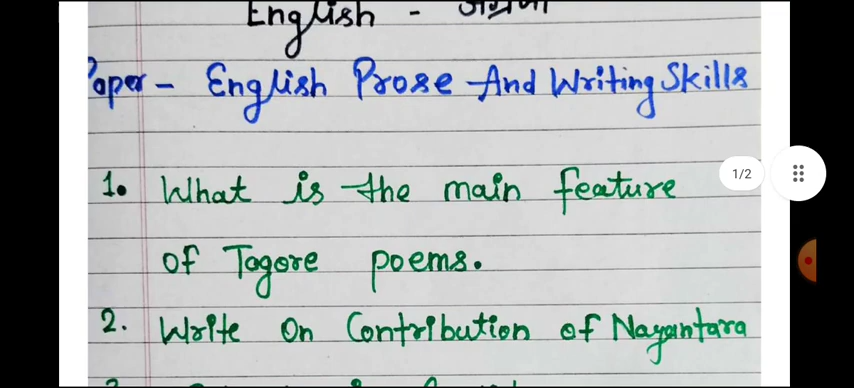 English -
Paper - English Prose And Writing Skills
1/2
1. What is the main feature
of Tagore poems.
2. Write on Contribution of Nayantara